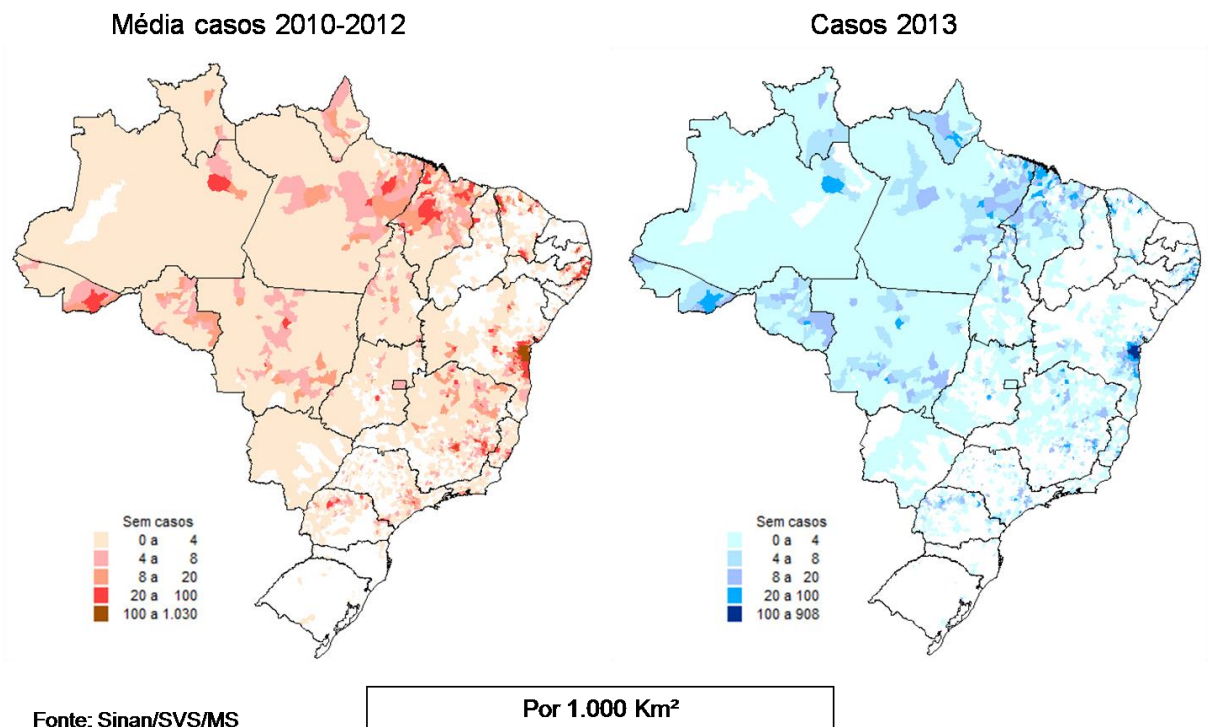 Média casos 2010-2012
Casos 2013
Sem casos
0 a 4
4 a 8
8 a 20
20 a 100
100 a 1.030
Sem casos
0 a 4
4 a 8
8 a 20
20 a 100
100 a 908
Por 1.000 Km²
Fonte: Sinan/SVS/MS